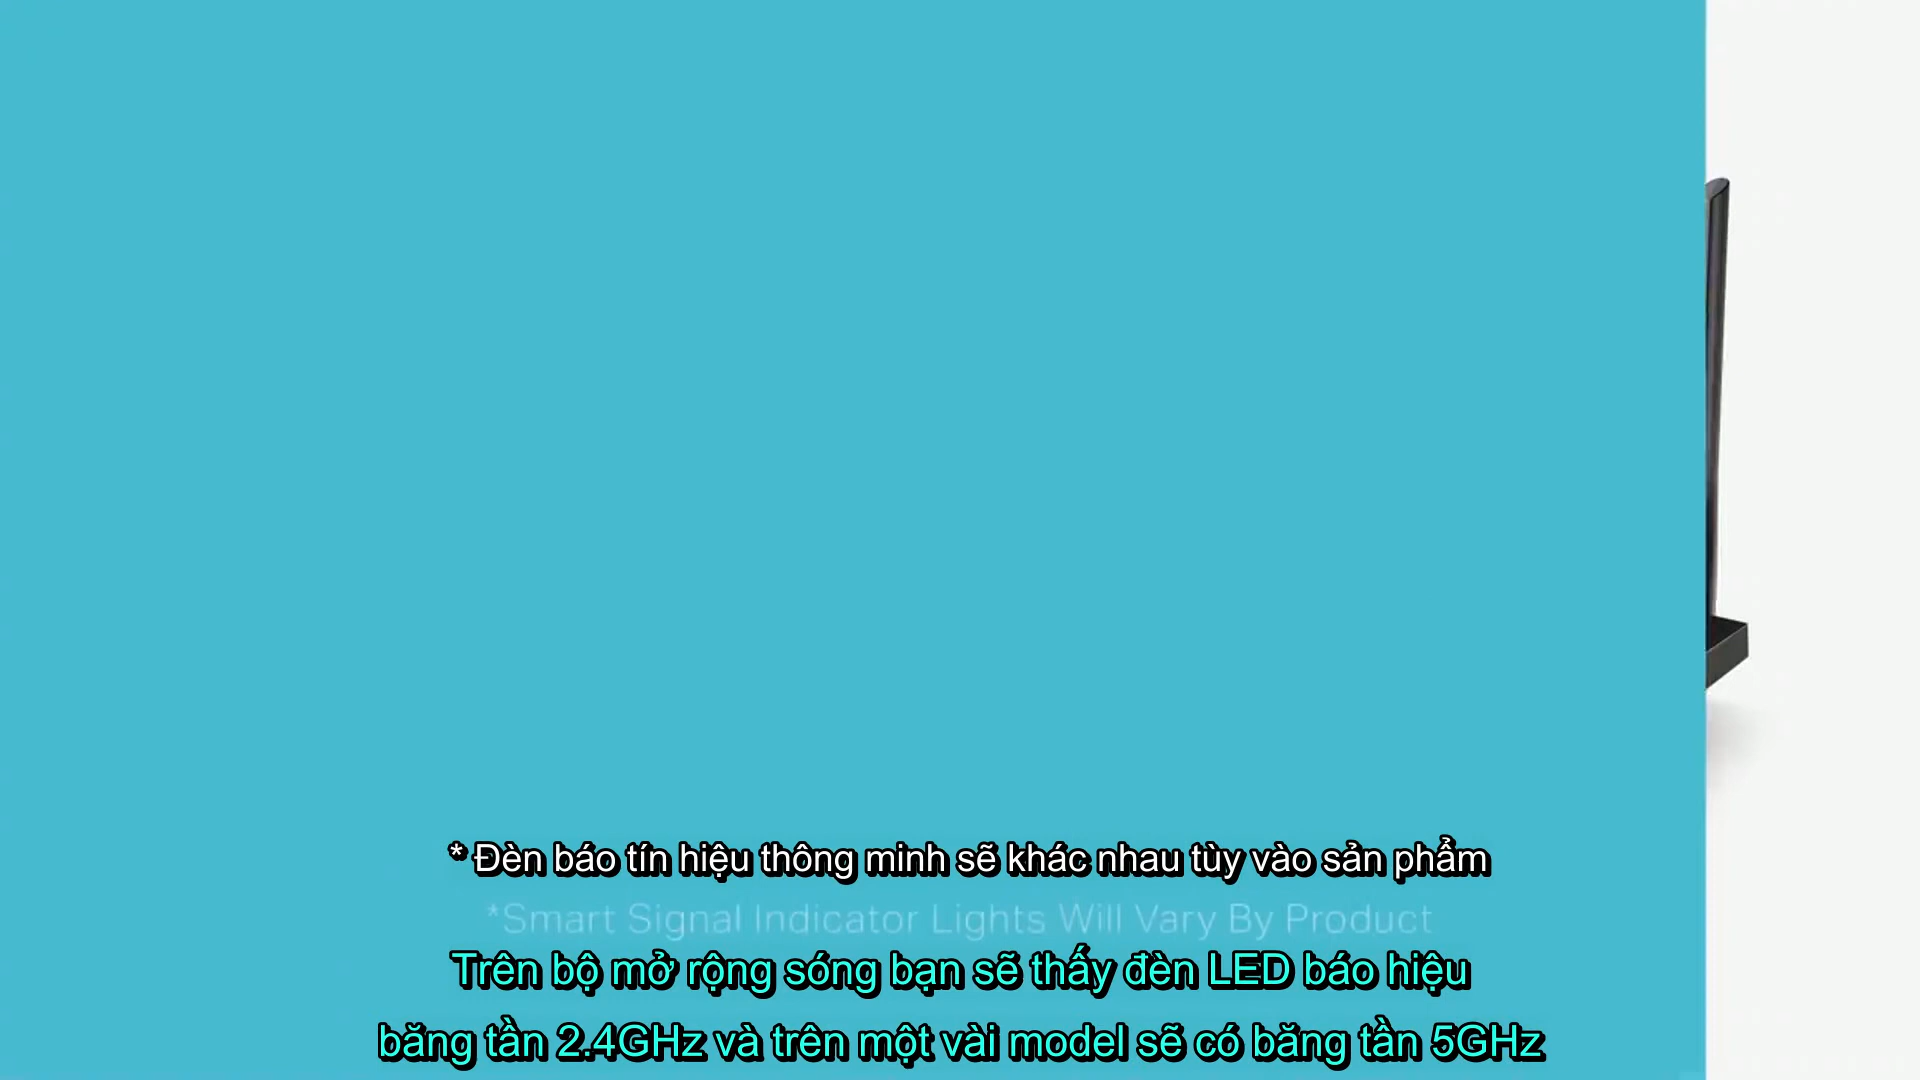 * Đèn báo tín hiệu thông minh sẽ khác nhau tùy vào sản phẩm
*Smart Signal Indicator Lights Will Vary By Product
Trên bộ mở rộng sóng bạn sẽ thấy đèn LED báo hiệu
băng tần 2.4GHz và trên một vài model sẽ có băng tần 5GHz